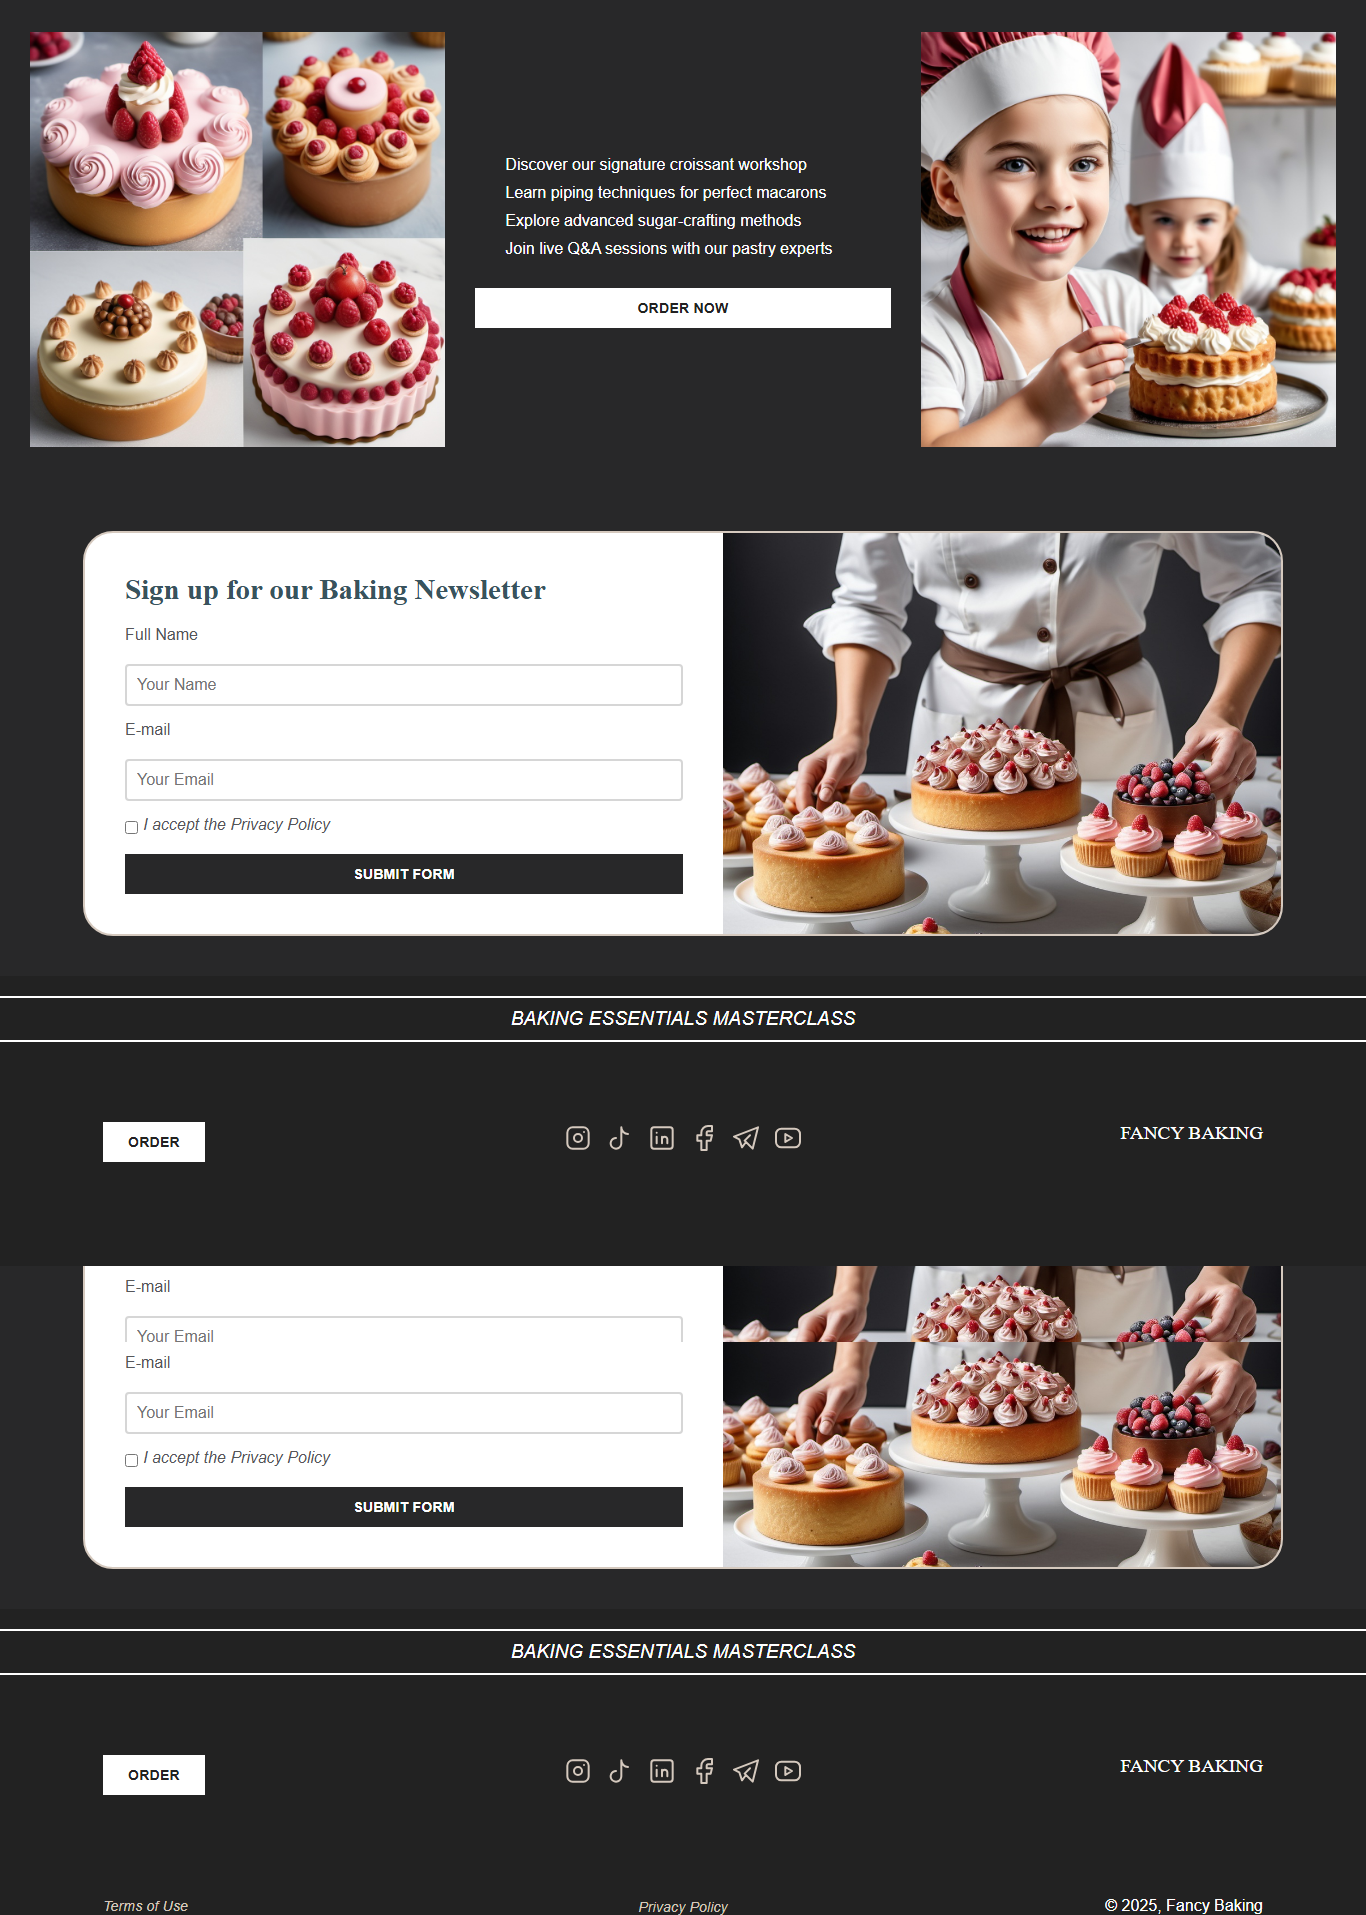 Discover our signature croissant workshop
Learn piping techniques for perfect macarons
Explore advanced sugar-crafting methods
Join live Q&A sessions with our pastry experts
ORDER NOW
Sign up for our Baking Newsletter
Full Name
Your Name
E-mail
Your Email
I accept the Privacy Policy
SUBMIT FORM
BAKING ESSENTIALS MASTERCLASS
ORDER
FANCY BAKING
E-mail
Your Email
E-mail
Your Email
I accept the Privacy Policy
SUBMIT FORM
BAKING ESSENTIALS MASTERCLASS
ORDER
FANCY BAKING
Terms of Use
Privacy Policy
© 2025, Fancy Baking